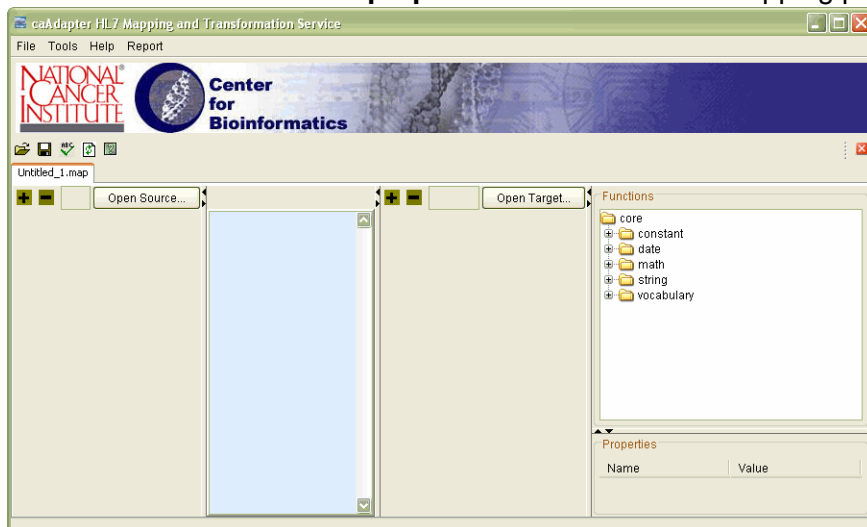 caAdapter HL7 Mapping and Transformation Service
File Tools Help Report
NATIONAL®
CANCER
INSTITUTE
Center
for
Bioinformatics
Untitled_1.map
Open Source...
Open Target...
Functions
core
constant
date
math
string
vocabulary
Properties
Name Value